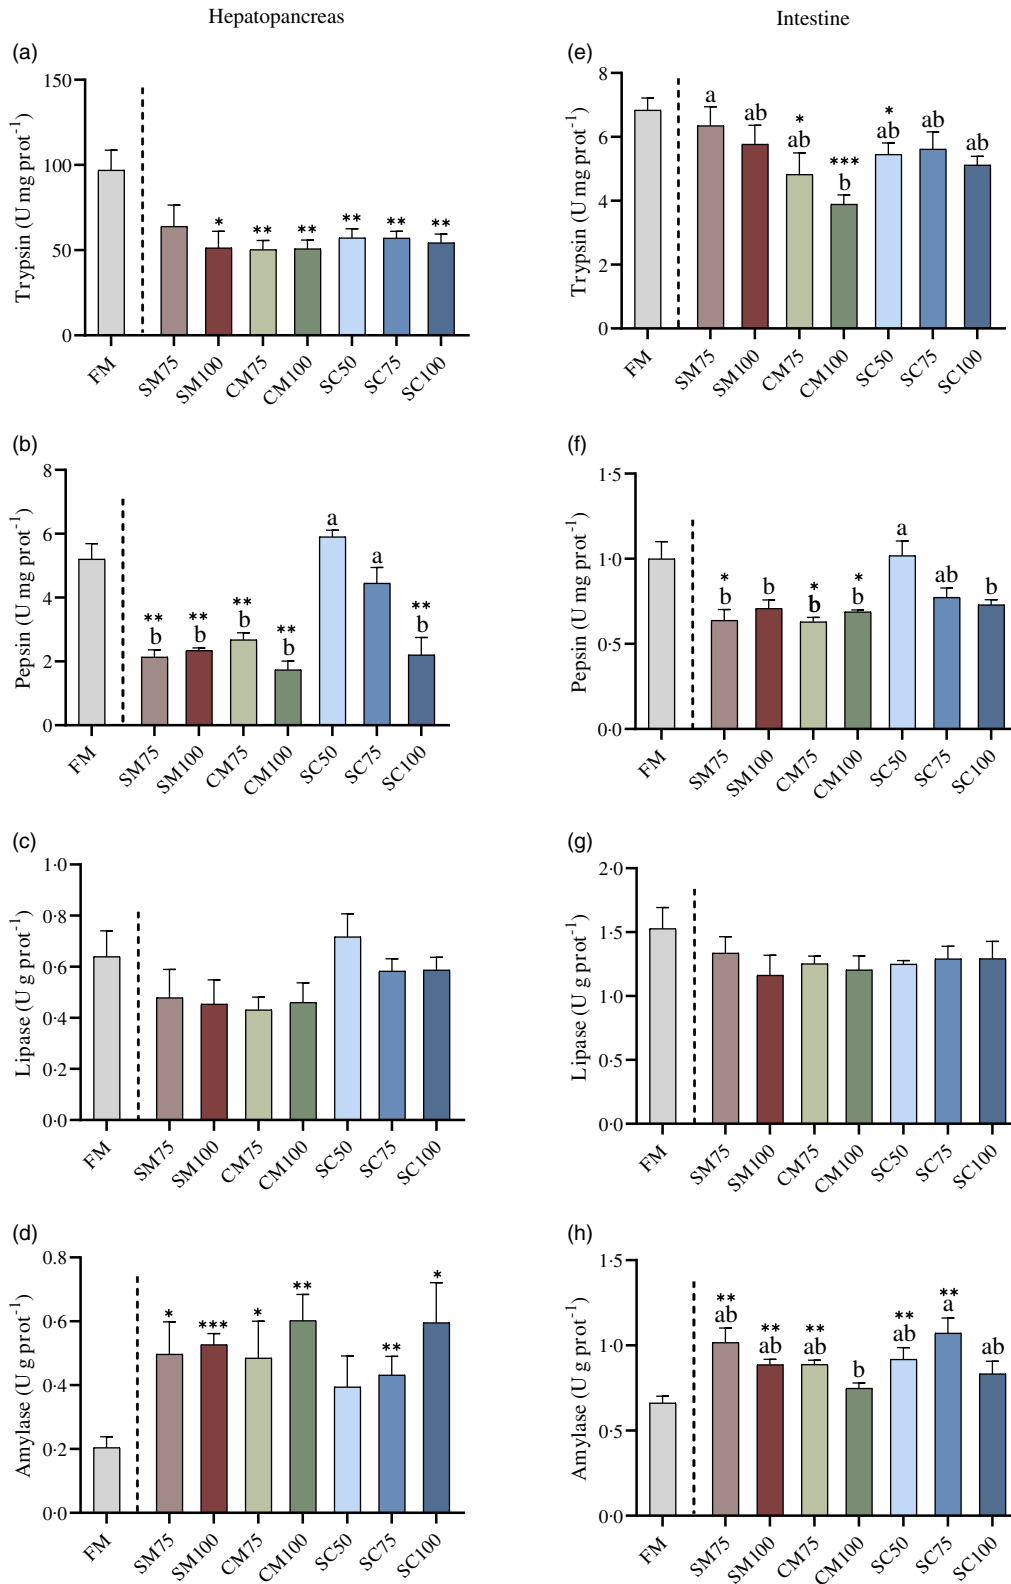 Hepatopancreas
Intestine
(a)
Trypsin (U mg prot⁻¹)
150
100
50
0
* ** ** ** ** **
FM SM75 SM100 CM75 CM100 SC50 SC75 SC100
(e)
Trypsin (U mg prot⁻¹)
8
6
4
2
0
* *** *
a ab ab b ab ab ab
FM SM75 SM100 CM75 CM100 SC50 SC75 SC100
(b)
Pepsin (U mg prot⁻¹)
8
6
4
2
0
** ** ** ** **
b b b b a a b
FM SM75 SM100 CM75 CM100 SC50 SC75 SC100
(f)
Pepsin (U mg prot⁻¹)
1·5
1·0
0·5
0·0
* * *
b b b b a ab b
FM SM75 SM100 CM75 CM100 SC50 SC75 SC100
(c)
Lipase (U g prot⁻¹)
1·0
0·8
0·6
0·4
0·2
0·0
FM SM75 SM100 CM75 CM100 SC50 SC75 SC100
(g)
Lipase (U g prot⁻¹)
2·0
1·5
1·0
0·5
0·0
FM SM75 SM100 CM75 CM100 SC50 SC75 SC100
(d)
Amylase (U g prot⁻¹)
0.8
0·6
0·4
0·2
0·0
* *** * ** ** *
FM SM75 SM100 CM75 CM100 SC50 SC75 SC100
(h)
Amylase (U g prot⁻¹)
1·5
1·0
0·5
0·0
** ** ** ** **
ab ab ab b ab a ab
FM SM75 SM100 CM75 CM100 SC50 SC75 SC100